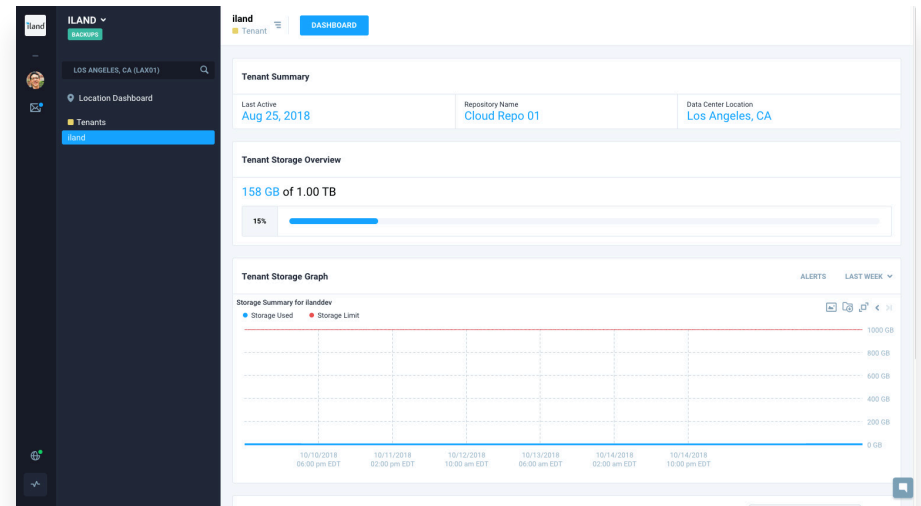 iland
ILAND
BACKUPS
LOS ANGELES, CA (LAX01)
Location Dashboard
Tenants
iland
iland
Tenant
DASHBOARD
Tenant Summary
Last Active
Aug 25, 2018
Repository Name
Cloud Repo 01
Data Center Location
Los Angeles, CA
Tenant Storage Overview
158 GB of 1.00 TB
15%
Tenant Storage Graph
ALERTS
LAST WEEK
Storage Summary for ilanddev
Storage Used
Storage Limit
1000 GB
800 GB
600 GB
400 GB
200 GB
0 GB
10/10/2018
06:00 pm EDT
10/11/2018
02:00 pm EDT
10/12/2018
10:00 am EDT
10/13/2018
06:00 am EDT
10/14/2018
02:00 am EDT
10/14/2018
10:00 pm EDT